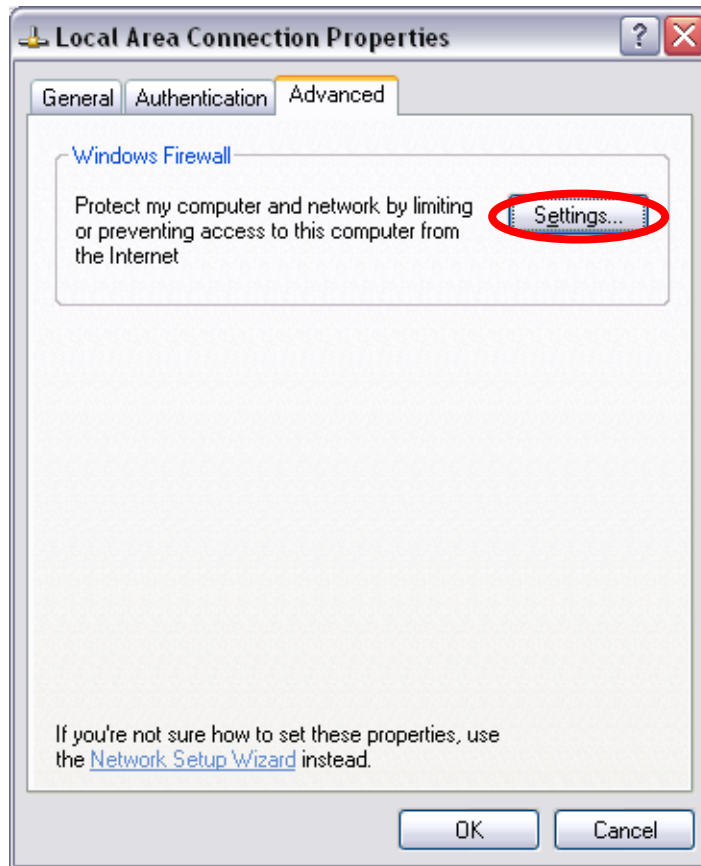 Local Area Connection Properties
?
General Authentication Advanced
Windows Firewall
Protect my computer and network by limiting
or preventing access to this computer from
the Internet
Settings...
If you're not sure how to set these properties, use
the Network Setup Wizard instead.
OK Cancel